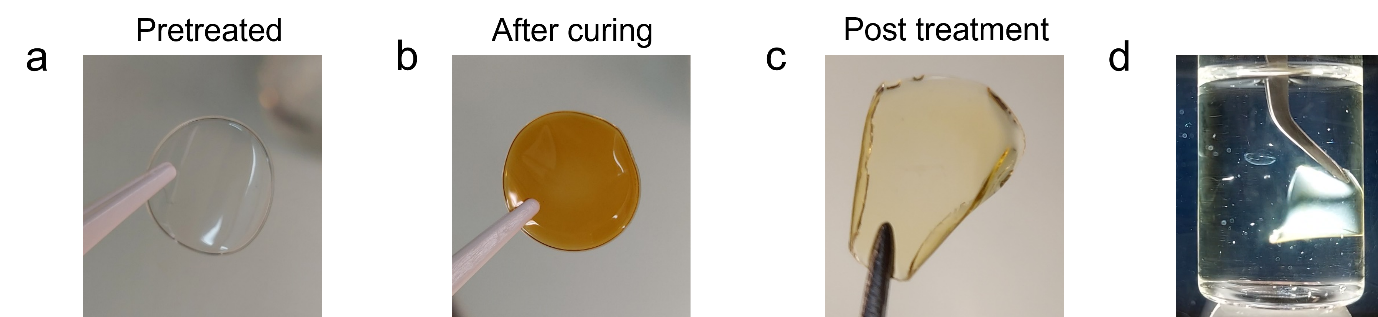 a
Pretreated
b
After curing
c
Post treatment
d